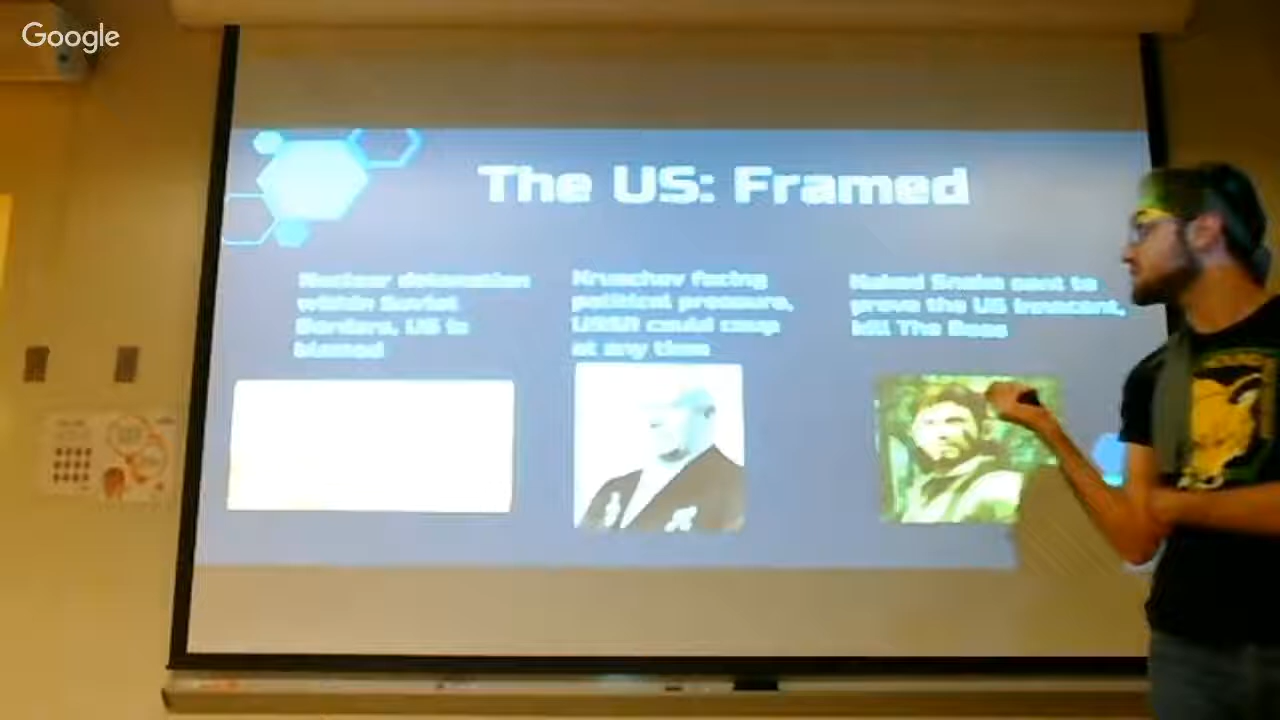 Google
The US: Framed
Nuclear detonation
within Soviet
Borders, US is
blamed
Kruschev facing
political pressure,
USSR could coup
at any time
Naked Snake sent to
prove the US innocent,
kill The Boss